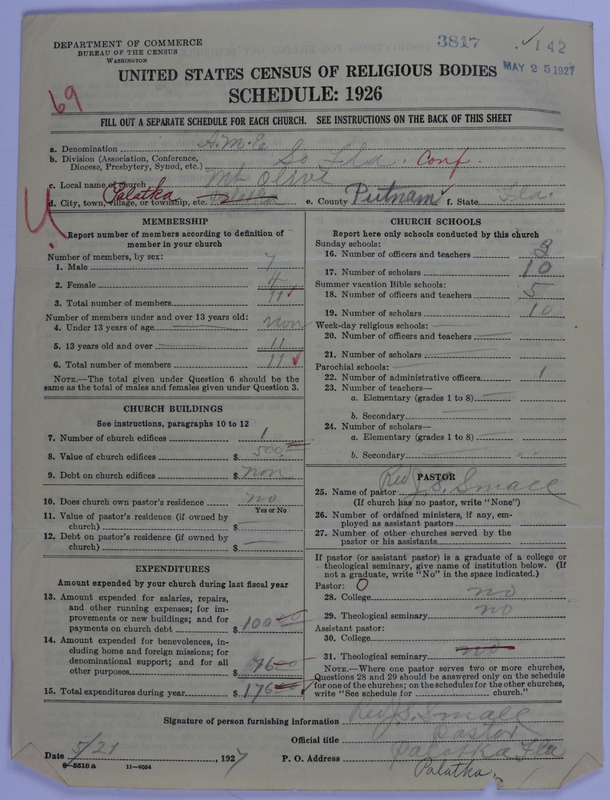 DEPARTMENT OF COMMERCE
BUREAU OF THE CENSUS
WASHINGTON
3817
142
MAY 25 1927
UNITED STATES CENSUS OF RELIGIOUS BODIES
SCHEDULE: 1926
69
FILL OUT A SEPARATE SCHEDULE FOR EACH CHURCH. SEE INSTRUCTIONS ON THE BACK OF THIS SHEET
a. Denomination A.M.E.
b. Division (Association, Conference, Diocese, Presbytery, Synod, etc.) So Fla. Conf.
c. Local name of church Mt Olive
d. City, town, village, or township, etc. Palatka e. County Putnam f. State Fla.
MEMBERSHIP
Report number of members according to definition of member in your church
Number of members, by sex:
1. Male 7
2. Female 4
3. Total number of members 11
Number of members under and over 13 years old:
4. Under 13 years of age non
5. 13 years old and over 11
6. Total number of members 11
NOTE.—The total given under Question 6 should be the same as the total of males and females given under Question 3.
CHURCH BUILDINGS
See instructions, paragraphs 10 to 12
7. Number of church edifices 1
8. Value of church edifices $ 500
9. Debt on church edifices $ non
10. Does church own pastor's residence no
Yes or No
11. Value of pastor's residence (if owned by church) $
12. Debt on pastor's residence (if owned by church) $
EXPENDITURES
Amount expended by your church during last fiscal year
13. Amount expended for salaries, repairs, and other running expenses; for improvements or new buildings; and for payments on church debt $ 100
14. Amount expended for benevolences, including home and foreign missions; for denominational support; and for all other purposes $ 76
15. Total expenditures during year $ 176
CHURCH SCHOOLS
Report here only schools conducted by this church
Sunday schools:
16. Number of officers and teachers 3
17. Number of scholars 10
Summer vacation Bible schools:
18. Number of officers and teachers 5
19. Number of scholars 10
Week-day religious schools:
20. Number of officers and teachers
21. Number of scholars
Parochial schools:
22. Number of administrative officers 1
23. Number of teachers—
a. Elementary (grades 1 to 8)
b. Secondary
24. Number of scholars—
a. Elementary (grades 1 to 8)
b. Secondary
PASTOR
25. Name of pastor Small
(If church has no pastor, write "None")
26. Number of ordained ministers, if any, employed as assistant pastors
27. Number of other churches served by the pastor or his assistants
If pastor (or assistant pastor) is a graduate of a college or theological seminary, give name of institution below. (If not a graduate, write "No" in the space indicated.)
Pastor: O
28. College no
29. Theological seminary no
Assistant pastor:
30. College
31. Theological seminary no
NOTE.—Where one pastor serves two or more churches, Questions 28 and 29 should be answered only on the schedule for one of the churches; on the schedules for the other churches, write "See schedule for church."
Signature of person furnishing information Small
Official title Pastor
Date 5/21, 1927 P. O. Address Palatka Fla
Palatka.
8-5516 a 11-9034